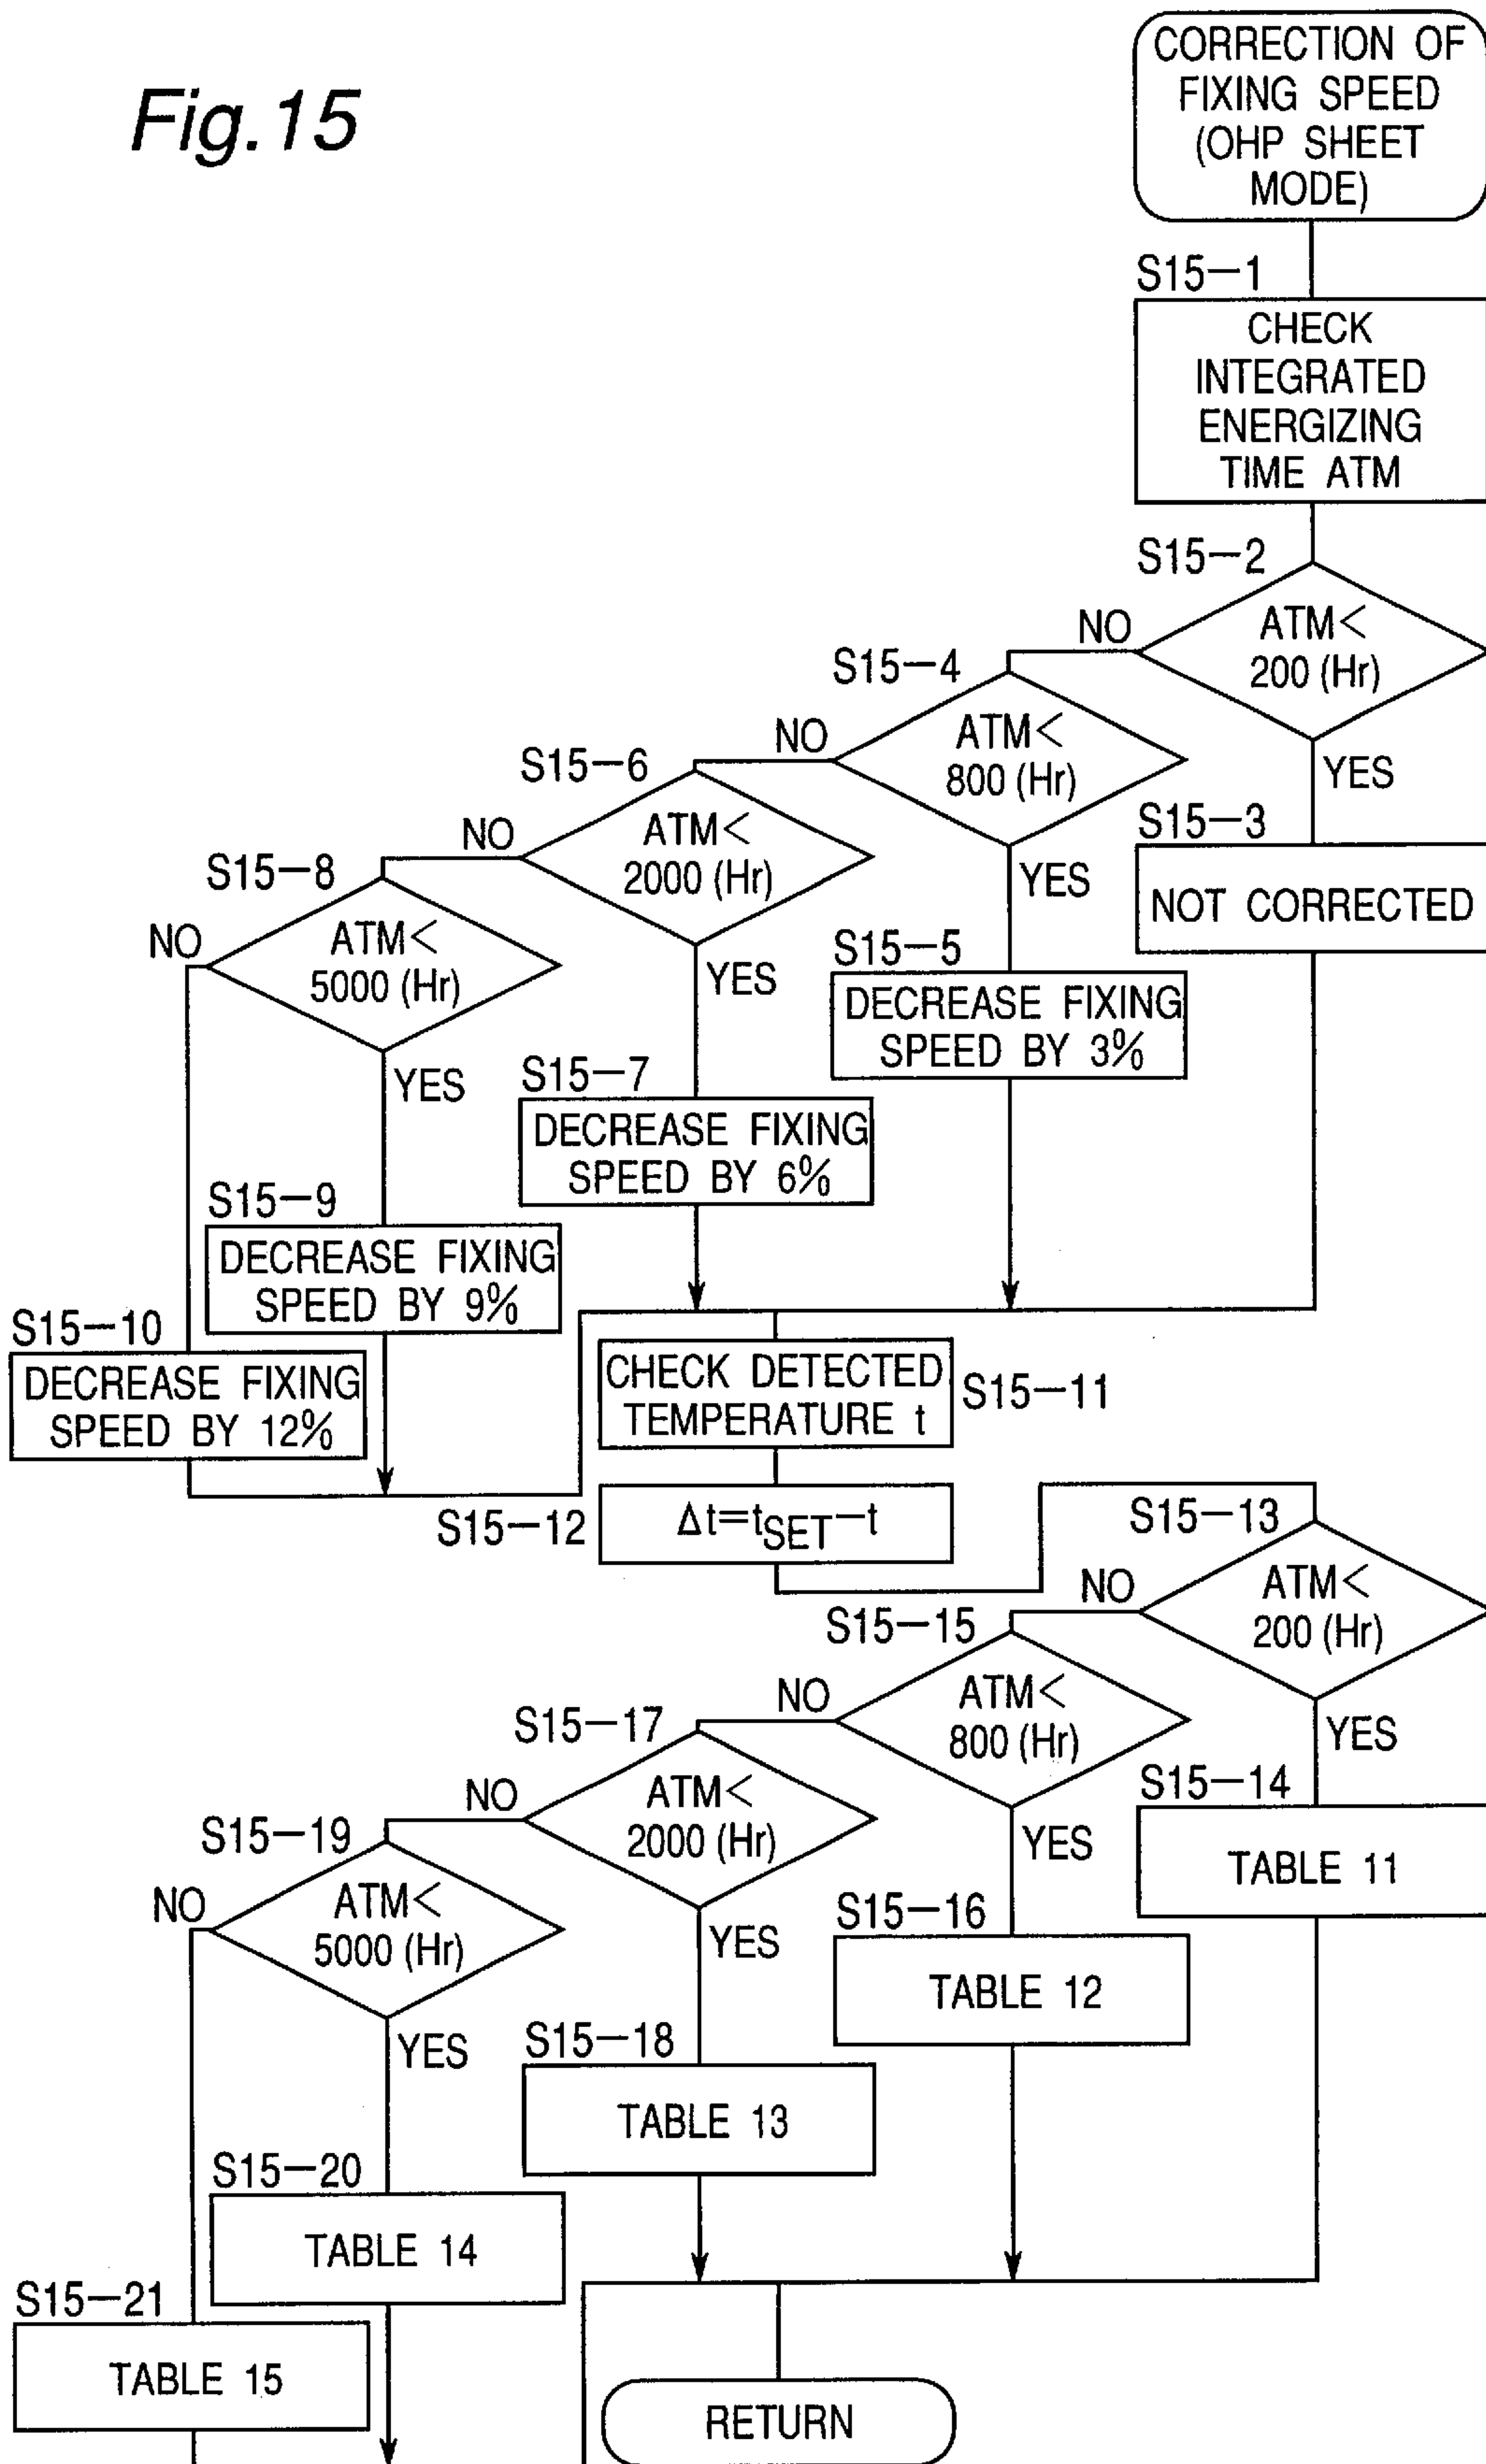 Fig.15
CORRECTION OF
FIXING SPEED
(OHP SHEET
MODE)
S15-1
CHECK
INTEGRATED
ENERGIZING
TIME ATM
S15-2
ATM<
200 (Hr)
NO
YES
S15-3
NOT CORRECTED
S15-4
ATM<
800 (Hr)
NO
YES
S15-5
DECREASE FIXING
SPEED BY 3%
S15-6
ATM<
2000 (Hr)
NO
YES
S15-7
DECREASE FIXING
SPEED BY 6%
S15-8
ATM<
5000 (Hr)
NO
YES
S15-9
DECREASE FIXING
SPEED BY 9%
S15-10
DECREASE FIXING
SPEED BY 12%
CHECK DETECTED
TEMPERATURE t
S15-11
S15-12
Δt=tSET-t
S15-13
ATM<
200 (Hr)
NO
YES
S15-14
TABLE 11
S15-15
ATM<
800 (Hr)
NO
YES
S15-16
TABLE 12
S15-17
ATM<
2000 (Hr)
NO
YES
S15-18
TABLE 13
S15-19
ATM<
5000 (Hr)
NO
YES
S15-20
TABLE 14
S15-21
TABLE 15
RETURN